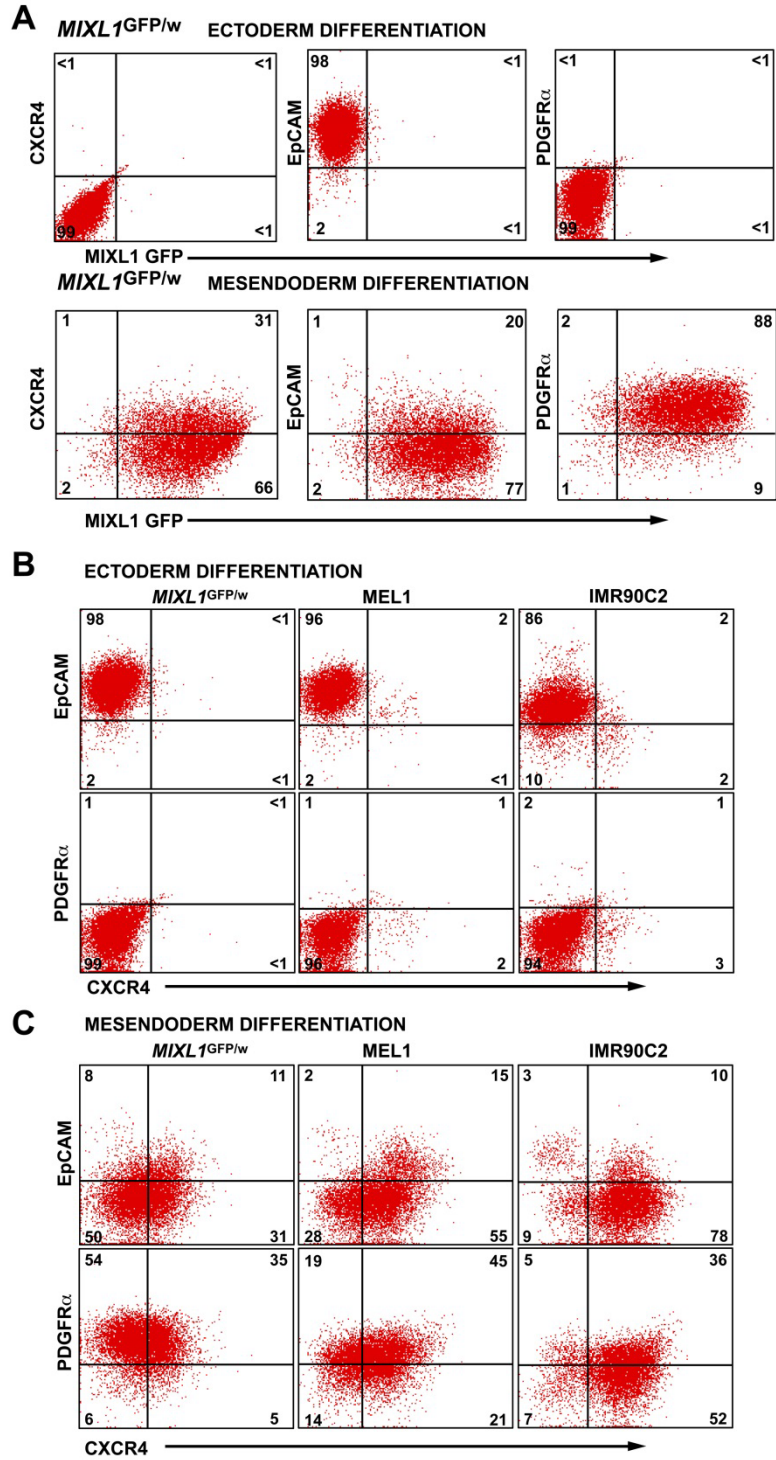 A
MIXL1GFP/w ECTODERM DIFFERENTIATION
CXCR4
<1 <1
99 <1
EpCAM
98 <1
2 <1
PDGFRα
<1 <1
99 <1
MIXL1 GFP
MIXL1GFP/w MESENDODERM DIFFERENTIATION
CXCR4
1 31
2 66
EpCAM
1 20
2 77
PDGFRα
2 88
1 9
MIXL1 GFP
B
ECTODERM DIFFERENTIATION
MIXL1GFP/w MEL1 IMR90C2
EpCAM
98 <1 96 2 86 2
2 <1 2 <1 10 2
PDGFRα
1 <1 1 1 2 1
99 <1 96 2 94 3
CXCR4
C
MESENDODERM DIFFERENTIATION
MIXL1GFP/w MEL1 IMR90C2
EpCAM
8 11 2 15 3 10
50 31 28 55 9 78
PDGFRα
54 35 19 45 5 36
6 5 14 21 7 52
CXCR4